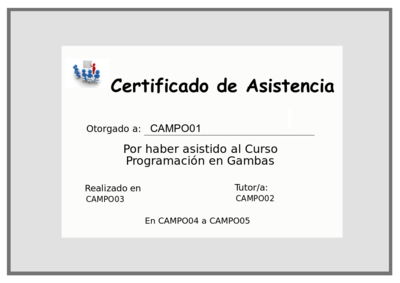 Certificado de Asistencia
Otorgado a: CAMPO01
Por haber asistido al Curso
Programación en Gambas
Realizado en Tutor/a:
CAMPO03 CAMPO02
En CAMPO04 a CAMPO05